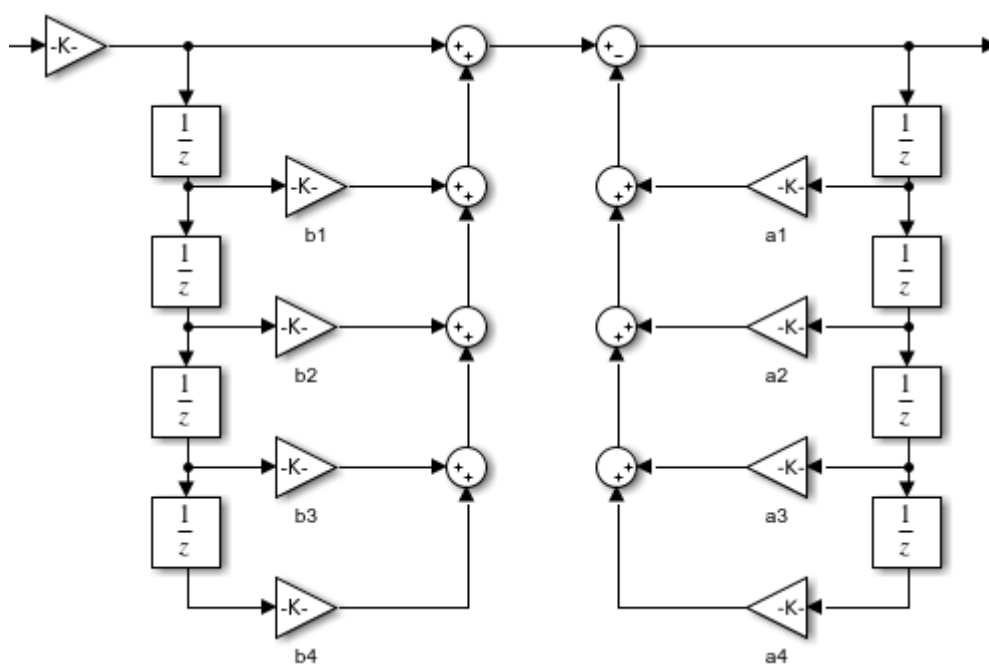 -K-
+ +
+ -
1
z
1
z
-K-
b1
+ +
+ +
-K-
a1
1
z
1
z
-K-
b2
+ +
+ +
-K-
a2
1
z
1
z
-K-
b3
+ +
+ +
-K-
a3
1
z
1
z
-K-
b4
-K-
a4